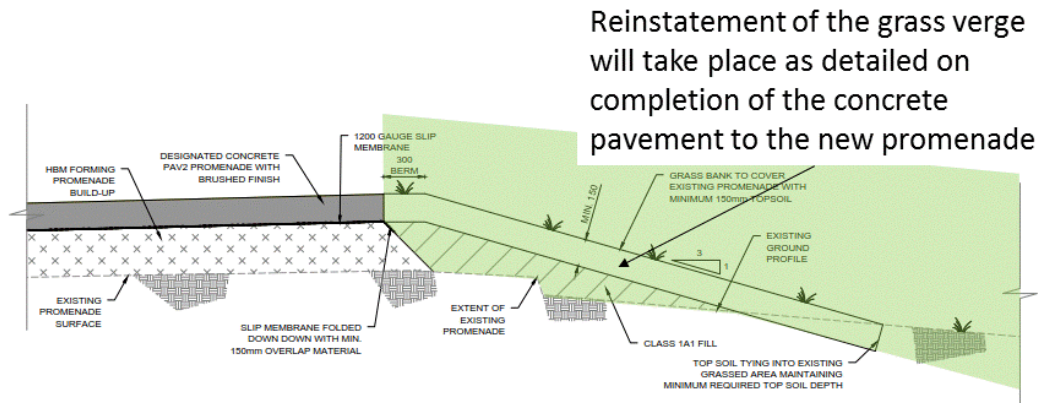 Reinstatement of the grass verge
will take place as detailed on
completion of the concrete
pavement to the new promenade
1200 GAUGE SLIP
MEMBRANE
DESIGNATED CONCRETE
PAV2 PROMENADE WITH
BRUSHED FINISH
HBM FORMING
PROMENADE
BUILD-UP
300
BERM
MIN. 150
GRASS BANK TO COVER
EXISTING PROMENADE WITH
MINIMUM 150mm TOPSOIL
EXISTING
GROUND
PROFILE
3
1
EXISTING
PROMENADE
SURFACE
SLIP MEMBRANE FOLDED
DOWN DOWN WITH MIN.
150mm OVERLAP MATERIAL
EXTENT OF
EXISTING
PROMENADE
CLASS 1A1 FILL
TOP SOIL TYING INTO EXISTING
GRASSED AREA MAINTAINING
MINIMUM REQUIRED TOP SOIL DEPTH